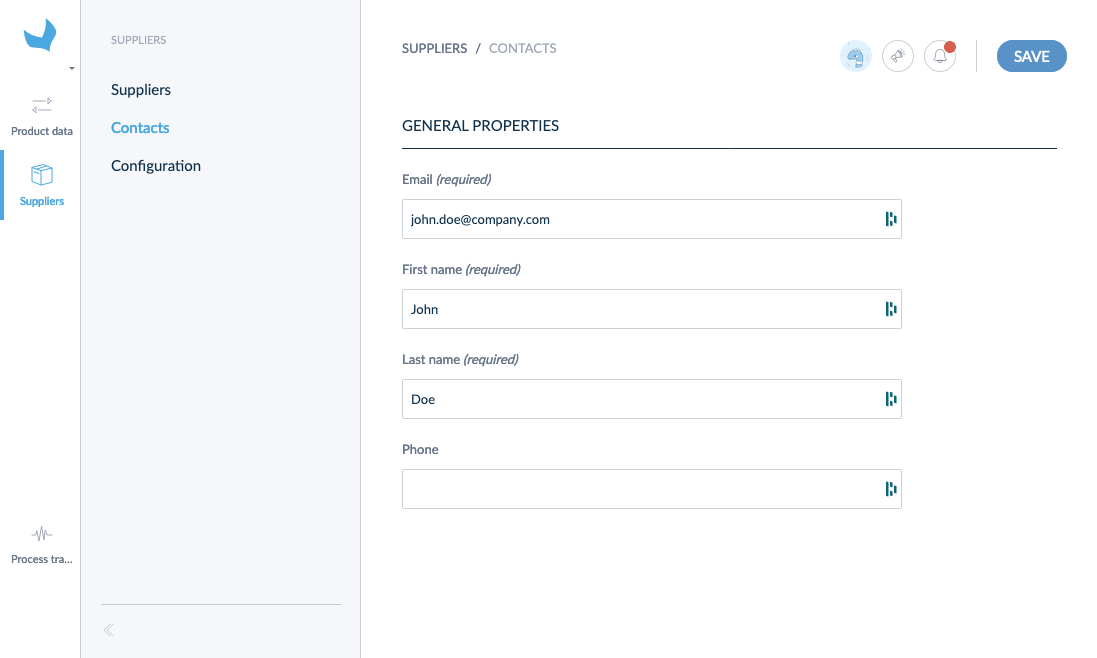 Product data
Suppliers
Process tra...
SUPPLIERS
Suppliers
Contacts
Configuration
SUPPLIERS / CONTACTS
SAVE
GENERAL PROPERTIES
Email (required)
john.doe@company.com
First name (required)
John
Last name (required)
Doe
Phone